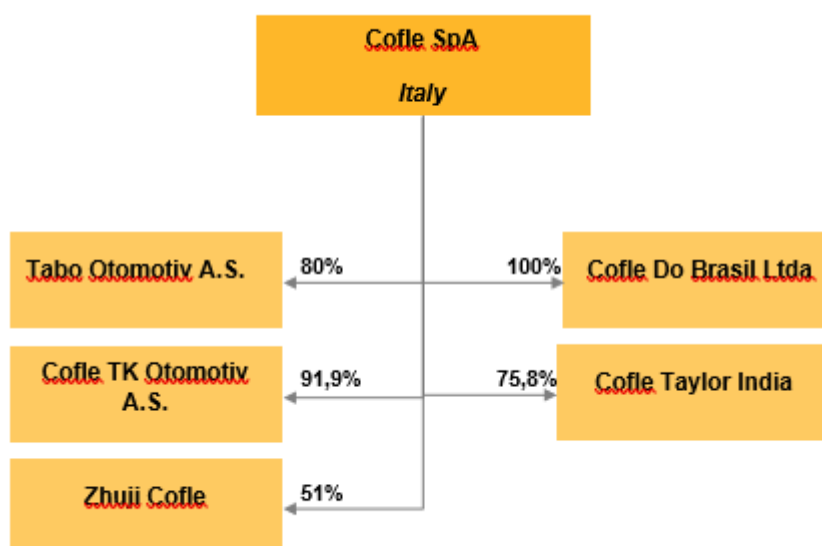 Cofle SpA
Italy
Tabo Otomotiv A.S.
80%
100%
Cofle Do Brasil Ltda
Cofle TK Otomotiv
A.S.
91,9%
75,8%
Cofle Taylor India
Zhuji Cofle
51%